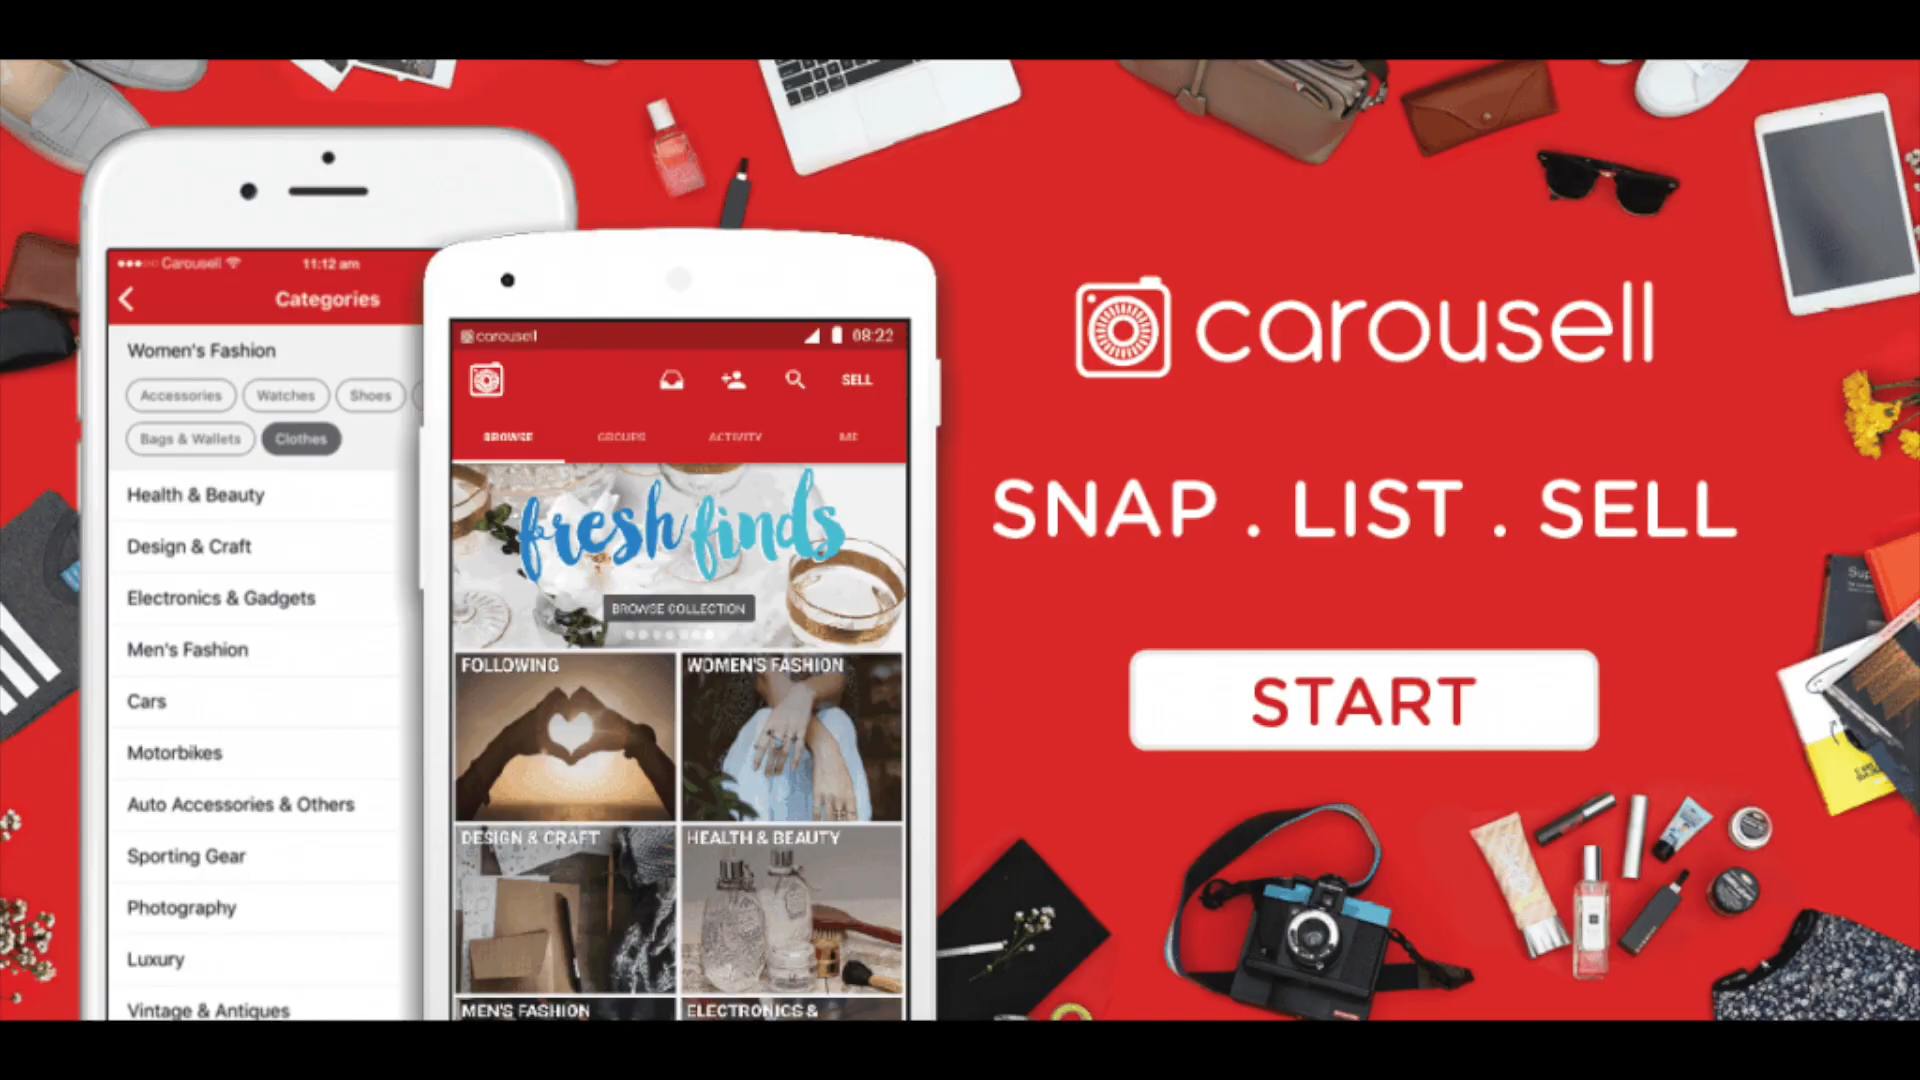 Carousell 11:12 am
Categories
Women's Fashion
Accessories Watches Shoes
Bags & Wallets Clothes
Health & Beauty
Design & Craft
Electronics & Gadgets
Men's Fashion
Cars
Motorbikes
Auto Accessories & Others
Sporting Gear
Photography
Luxury
Vintage & Antiques
carousell 08:22
SELL
BROWSE GROUPS ACTIVITY ME
fresh finds
BROWSE COLLECTION
FOLLOWING WOMEN'S FASHION
DESIGN & CRAFT HEALTH & BEAUTY
MEN'S FASHION ELECTRONICS &
carousell
SNAP . LIST . SELL
START